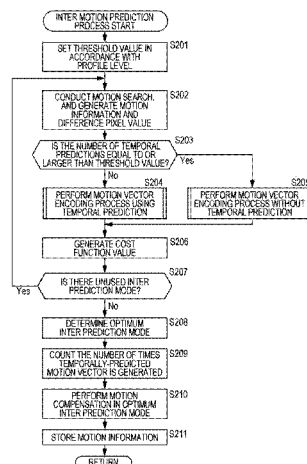 INTER MOTION PREDICTION
PROCESS START
S201
SET THRESHOLD VALUE IN
ACCORDANCE WITH
PROFILE LEVEL
S202
CONDUCT MOTION SEARCH,
AND GENERATE MOTION
INFORMATION AND
DIFFERENCE PIXEL VALUE
S203
IS THE NUMBER OF TEMPORAL
PREDICTIONS EQUAL TO OR
LARGER THAN THRESHOLD VALUE?
Yes
No
S204
PERFORM MOTION VECTOR
ENCODING PROCESS USING
TEMPORAL PREDICTION
S205
PERFORM MOTION VECTOR
ENCODING PROCESS WITHOUT
TEMPORAL PREDICTION
S206
GENERATE COST
FUNCTION VALUE
S207
IS THERE UNUSED INTER
PREDICTION MODE?
Yes
No
S208
DETERMINE OPTIMUM
INTER PREDICTION MODE
S209
COUNT THE NUMBER OF TIMES
TEMPORALLY-PREDICTED
MOTION VECTOR IS GENERATED
S210
PERFORM MOTION
COMPENSATION IN OPTIMUM
INTER PREDICTION MODE
S211
STORE MOTION INFORMATION
RETURN